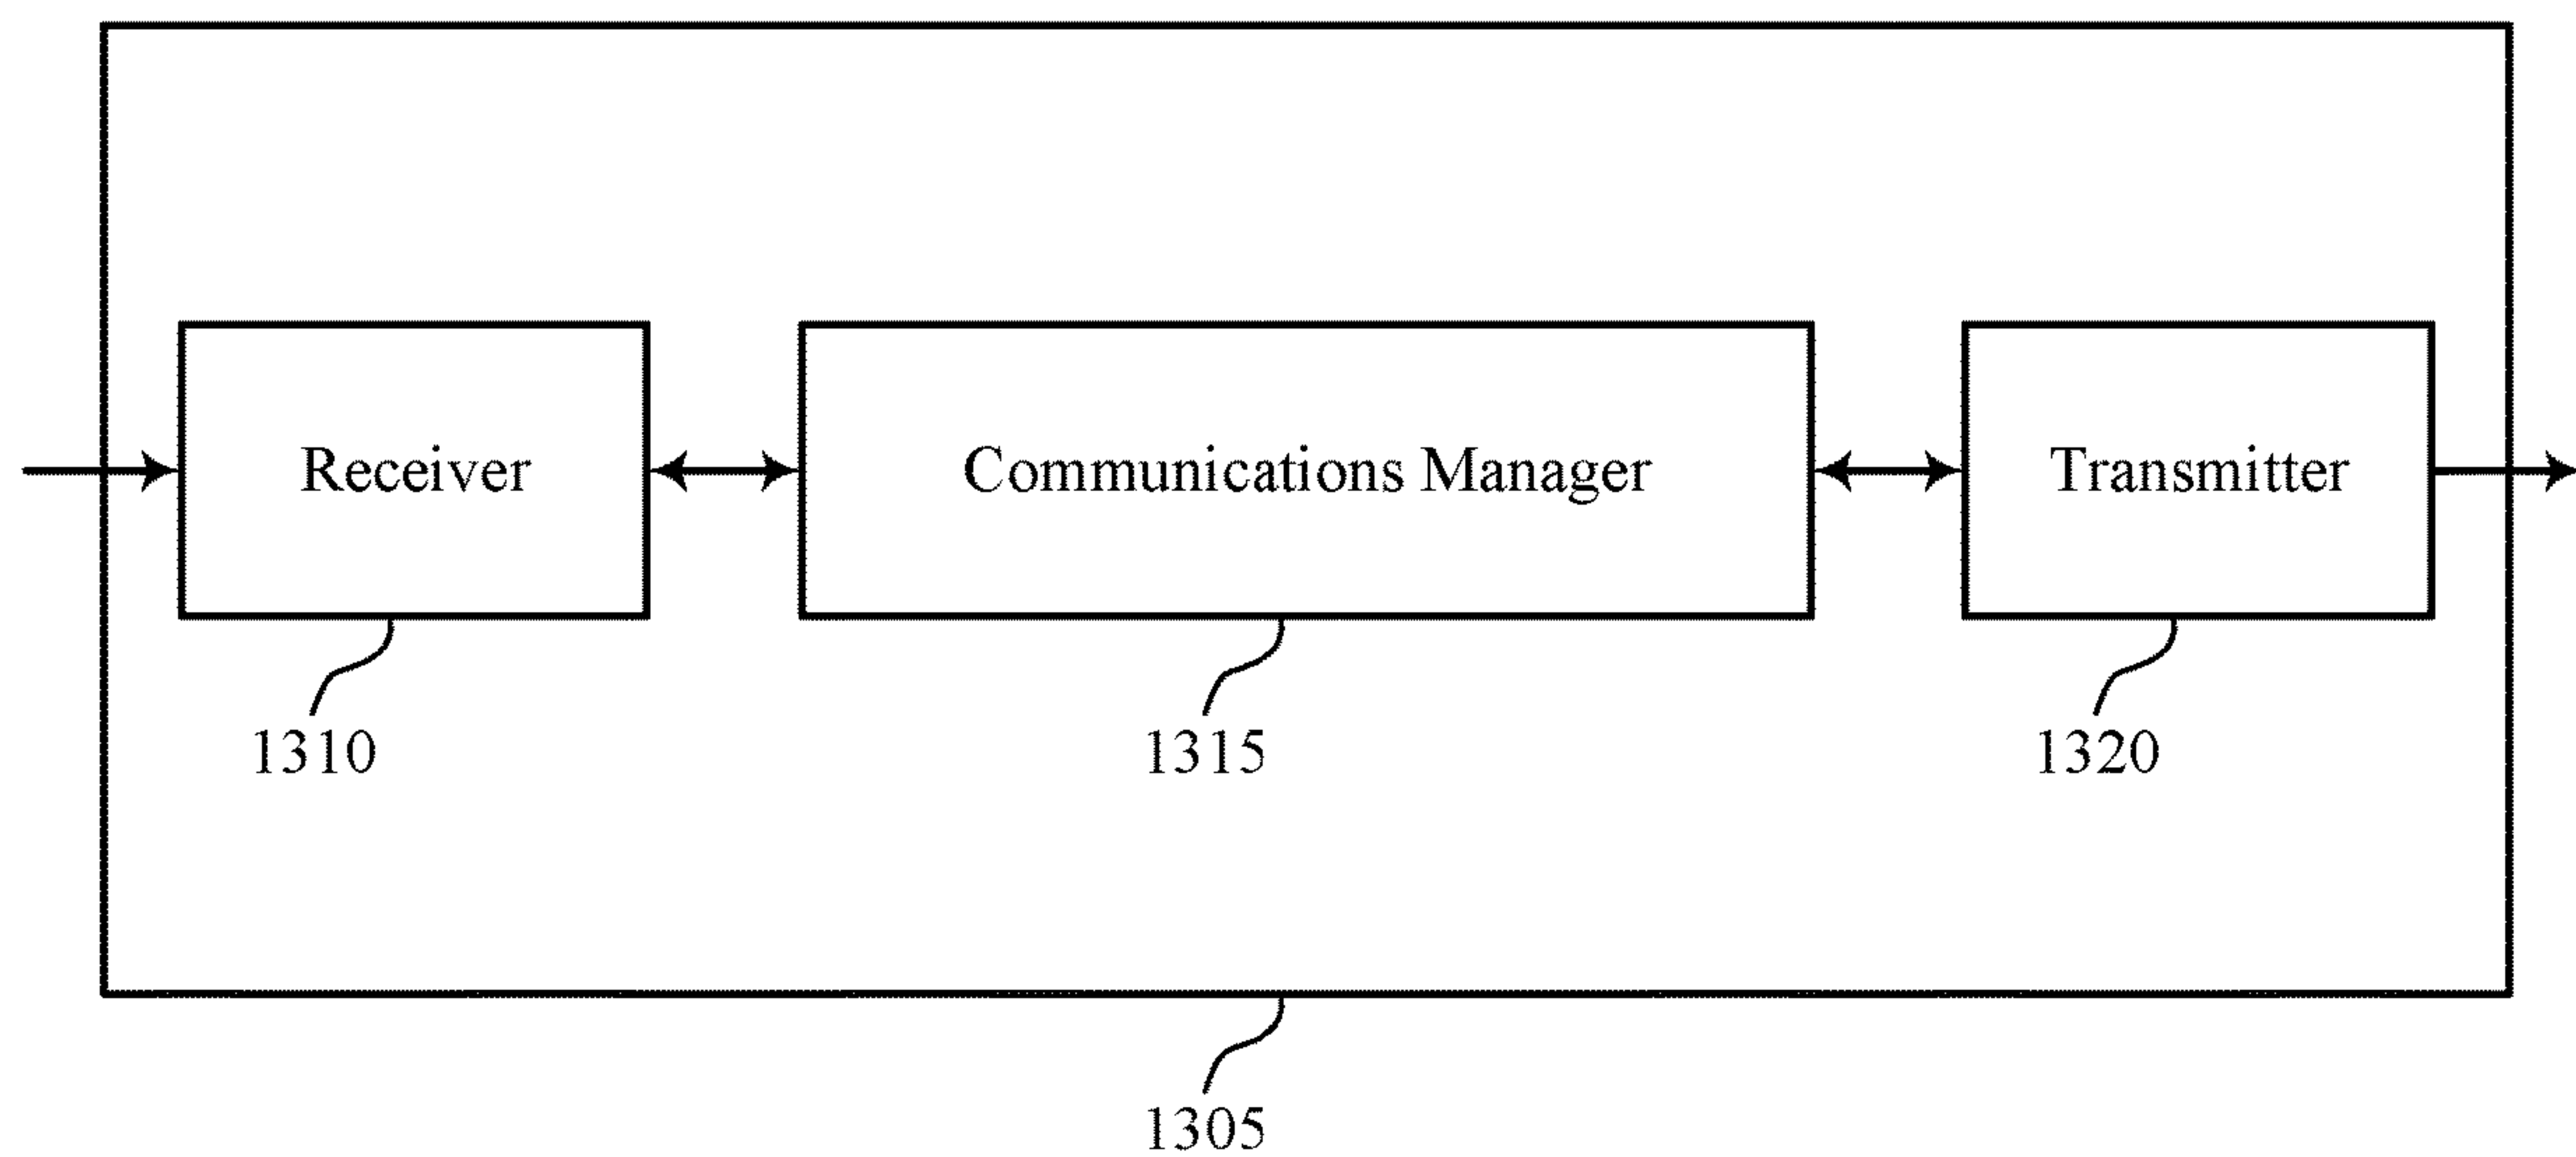 Receiver
Communications Manager
Transmitter
1310
1315
1320
1305